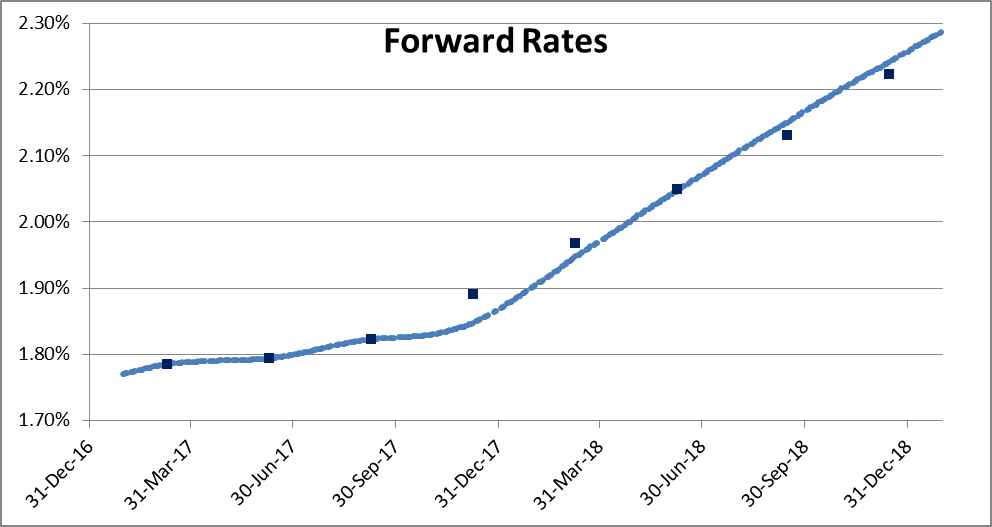 Forward Rates
2.30%
2.20%
2.10%
2.00%
1.90%
1.80%
1.70%
31-Dec-16
31-Mar-17
30-Jun-17
30-Sep-17
31-Dec-17
31-Mar-18
30-Jun-18
30-Sep-18
31-Dec-18